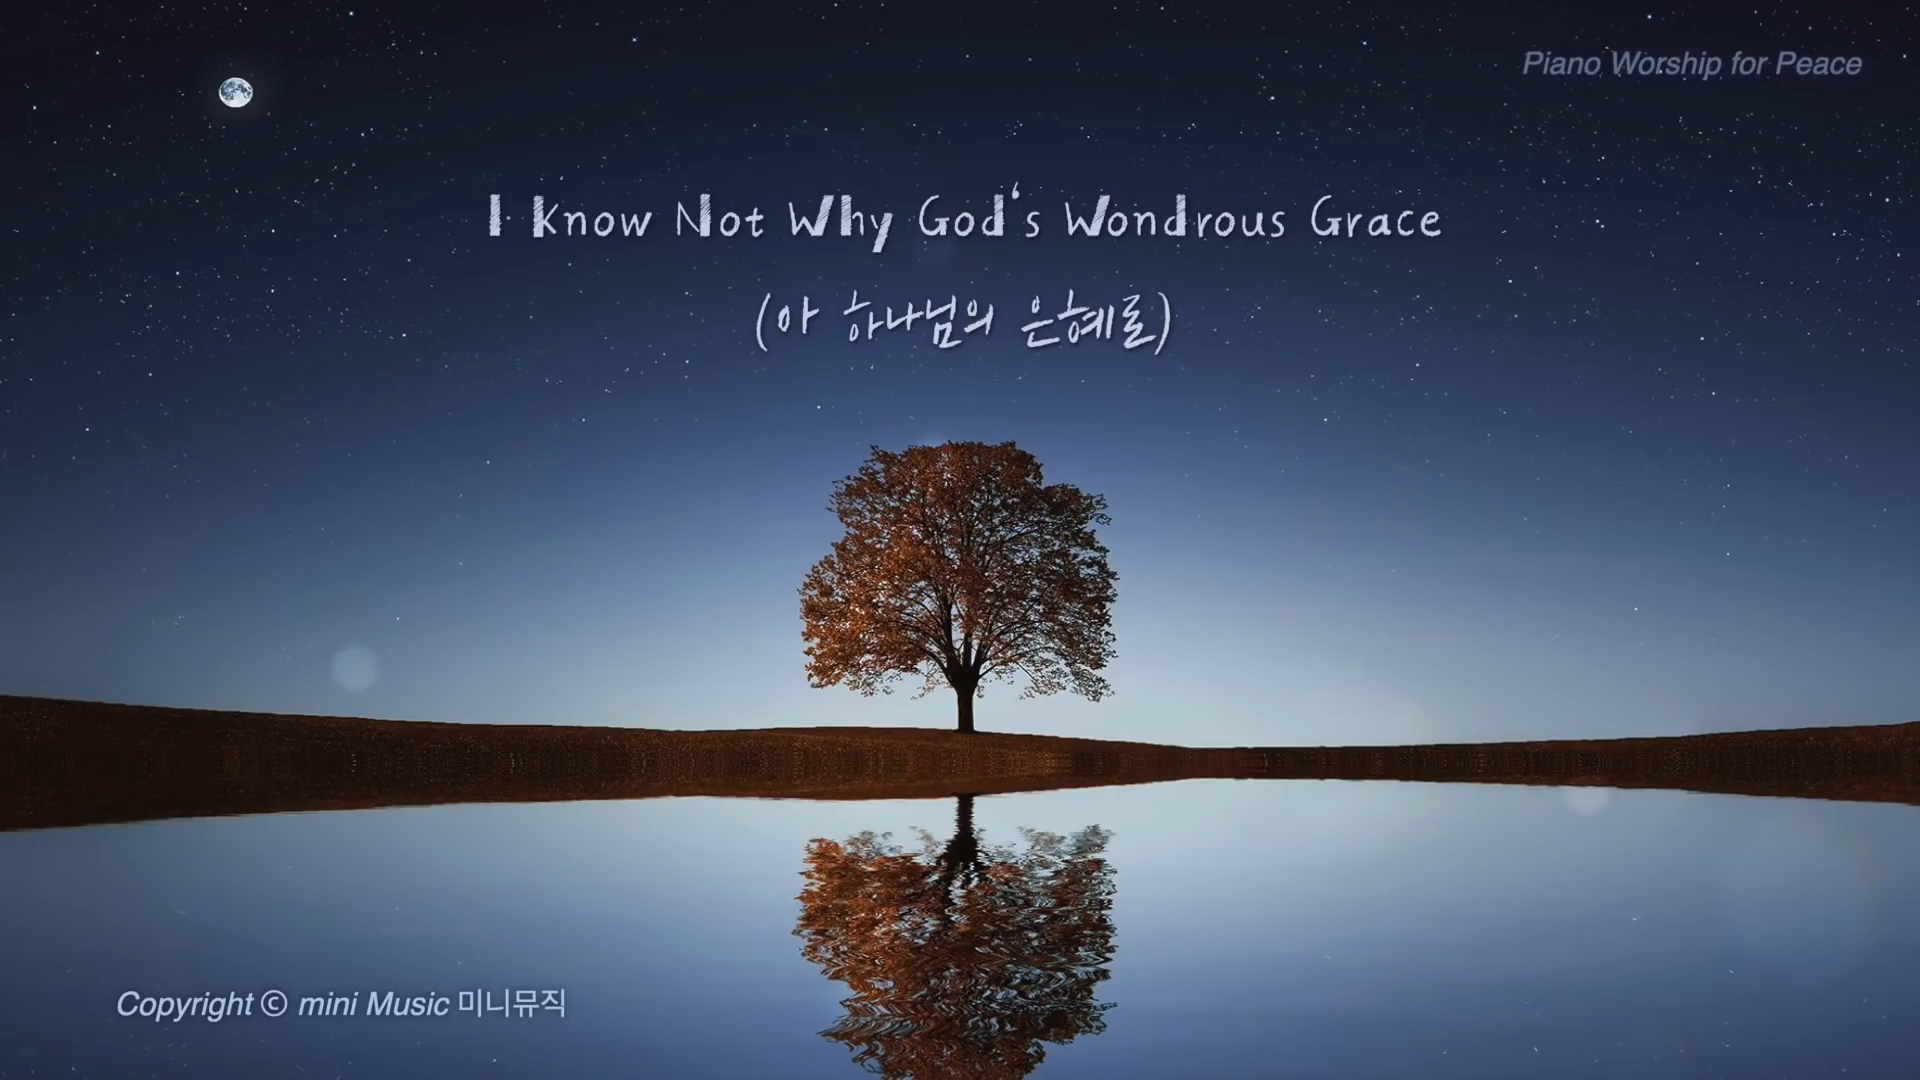 Piano Worship for Peace
I Know Not Why God's Wondrous Grace
(아 하나님의 은혜로)
Copyright © mini Music 미니뮤직